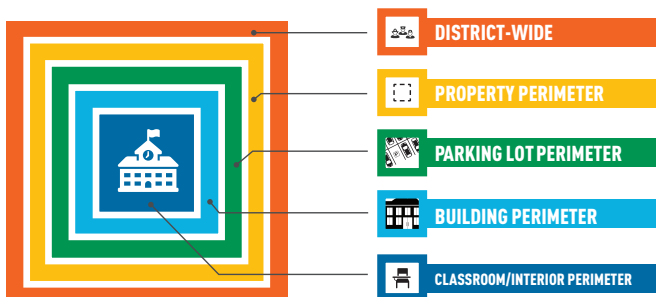 DISTRICT-WIDE
PROPERTY PERIMETER
PARKING LOT PERIMETER
BUILDING PERIMETER
CLASSROOM/INTERIOR PERIMETER